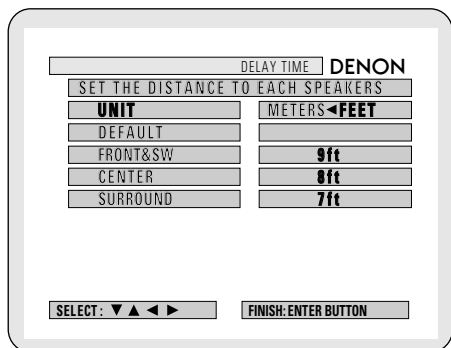 DELAY TIME DENON
SET THE DISTANCE TO EACH SPEAKERS
UNIT METERS◄FEET
DEFAULT
FRONT&SW 9ft
CENTER 8ft
SURROUND 7ft
SELECT: ▼ ▲ ◄ ► FINISH: ENTER BUTTON